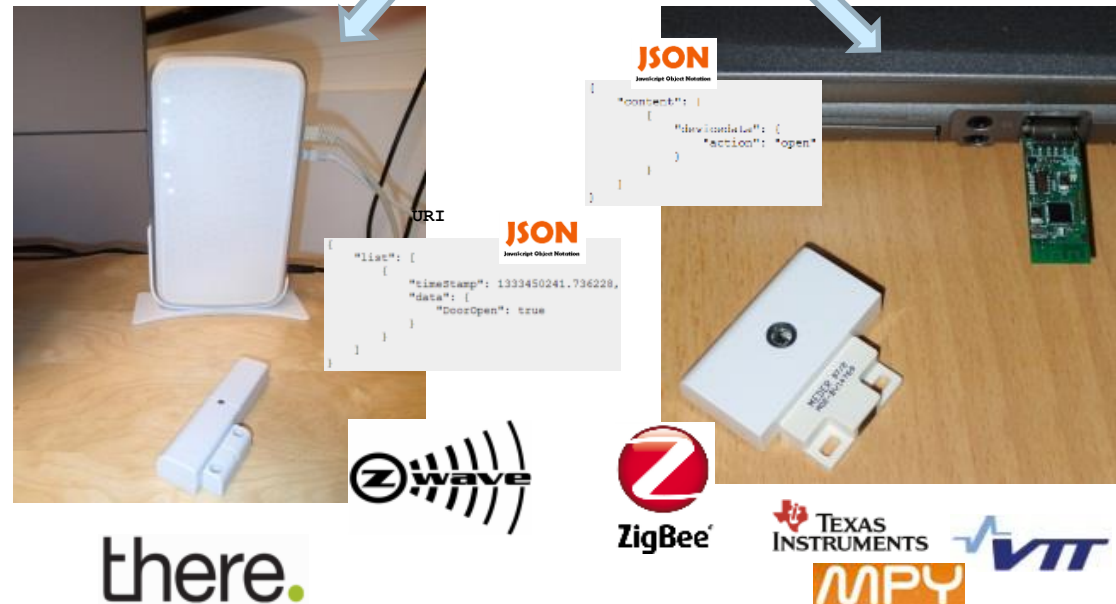 JSON
JavaScript Object Notation
{
"content": [
{
"devicedata": {
"action": "open"
}
}
]
}
URI
JSON
JavaScript Object Notation
{
"list": [
{
"timeStamp": 1333450241.736228,
"data": {
"DoorOpen": true
}
}
]
}
MEDER
Z wave
Z
ZigBee
TEXAS
INSTRUMENTS
VTT
MPY
there.